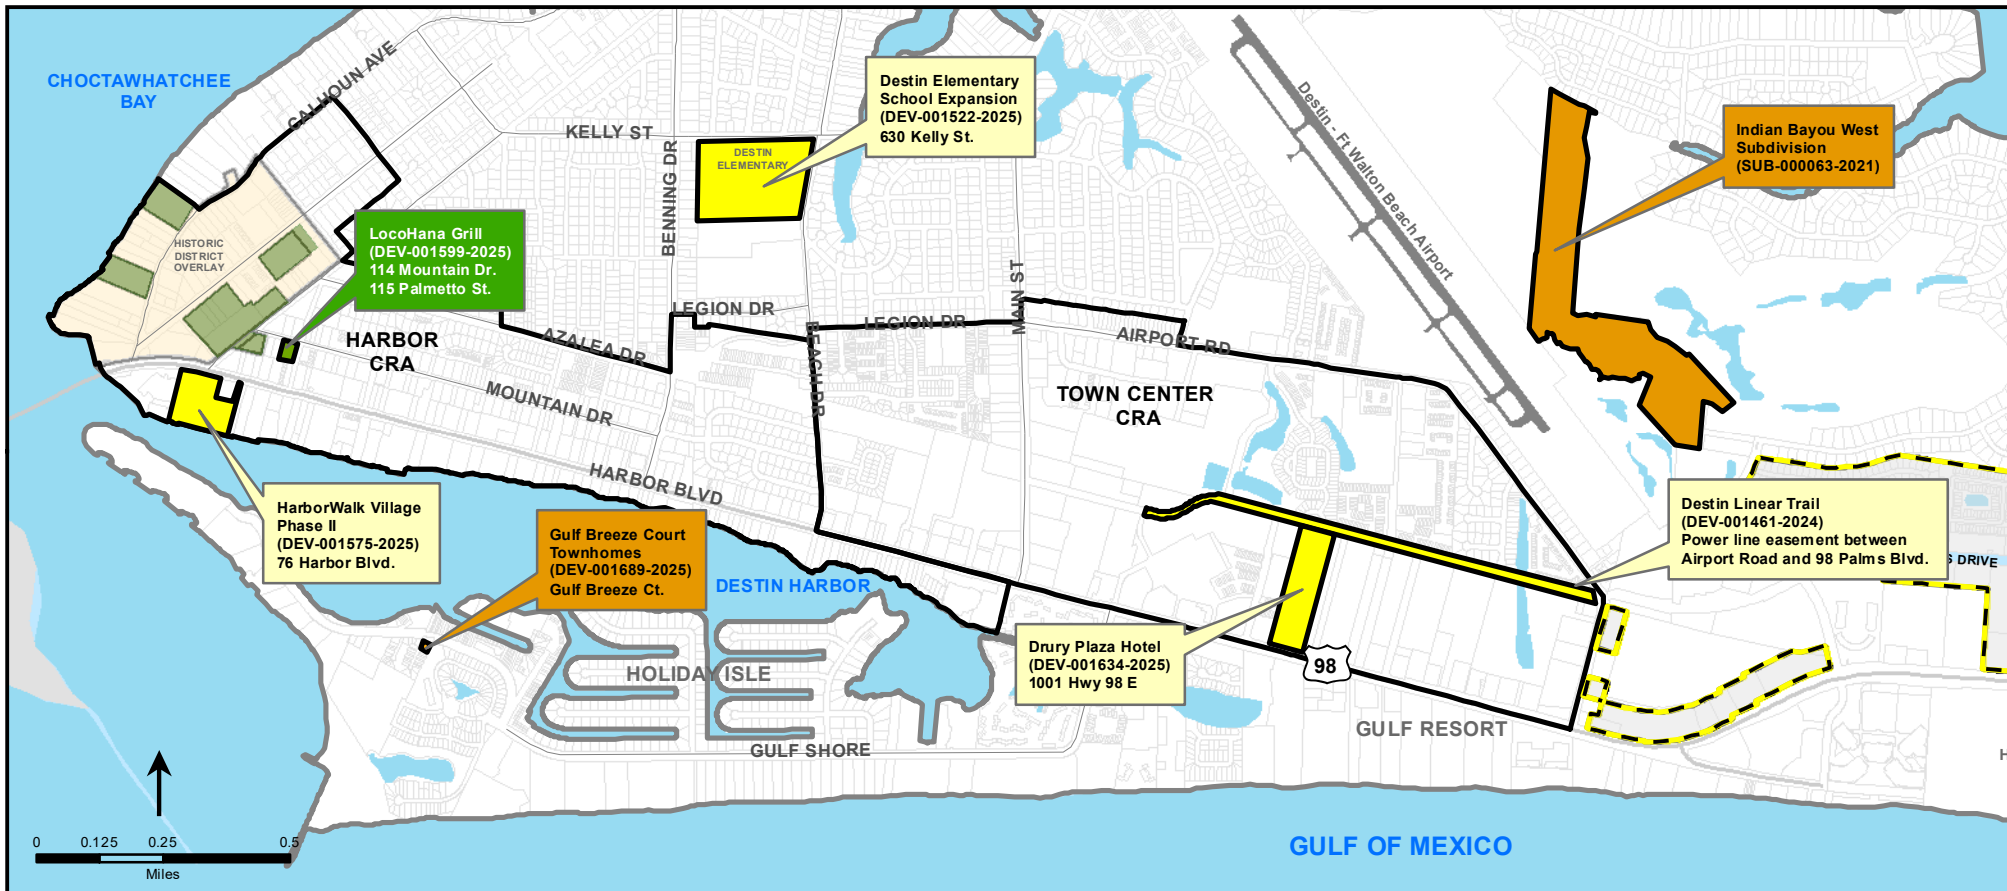 CHOCTAWHATCHEE
BAY
CALHOUN AVE
KELLY ST
BENNING DR
DESTIN
ELEMENTARY
Destin Elementary
School Expansion
(DEV-001522-2025)
630 Kelly St.
Destin - Ft Walton Beach Airport
Indian Bayou West
Subdivision
(SUB-000063-2021)
HISTORIC
DISTRICT
OVERLAY
LocoHana Grill
(DEV-001599-2025)
114 Mountain Dr.
115 Palmetto St.
HARBOR
CRA
AZALEA DR
LEGION DR
BEACH DR
LEGION DR
MAIN ST
AIRPORT RD
MOUNTAIN DR
TOWN CENTER
CRA
HARBOR BLVD
HarborWalk Village
Phase II
(DEV-001575-2025)
76 Harbor Blvd.
Gulf Breeze Court
Townhomes
(DEV-001689-2025)
Gulf Breeze Ct.
DESTIN HARBOR
Destin Linear Trail
(DEV-001461-2024)
Power line easement between
Airport Road and 98 Palms Blvd.
S DRIVE
Drury Plaza Hotel
(DEV-001634-2025)
1001 Hwy 98 E
98
HOLIDAY ISLE
GULF SHORE
GULF RESORT
H
GULF OF MEXICO
0 0.125 0.25 0.5
Miles